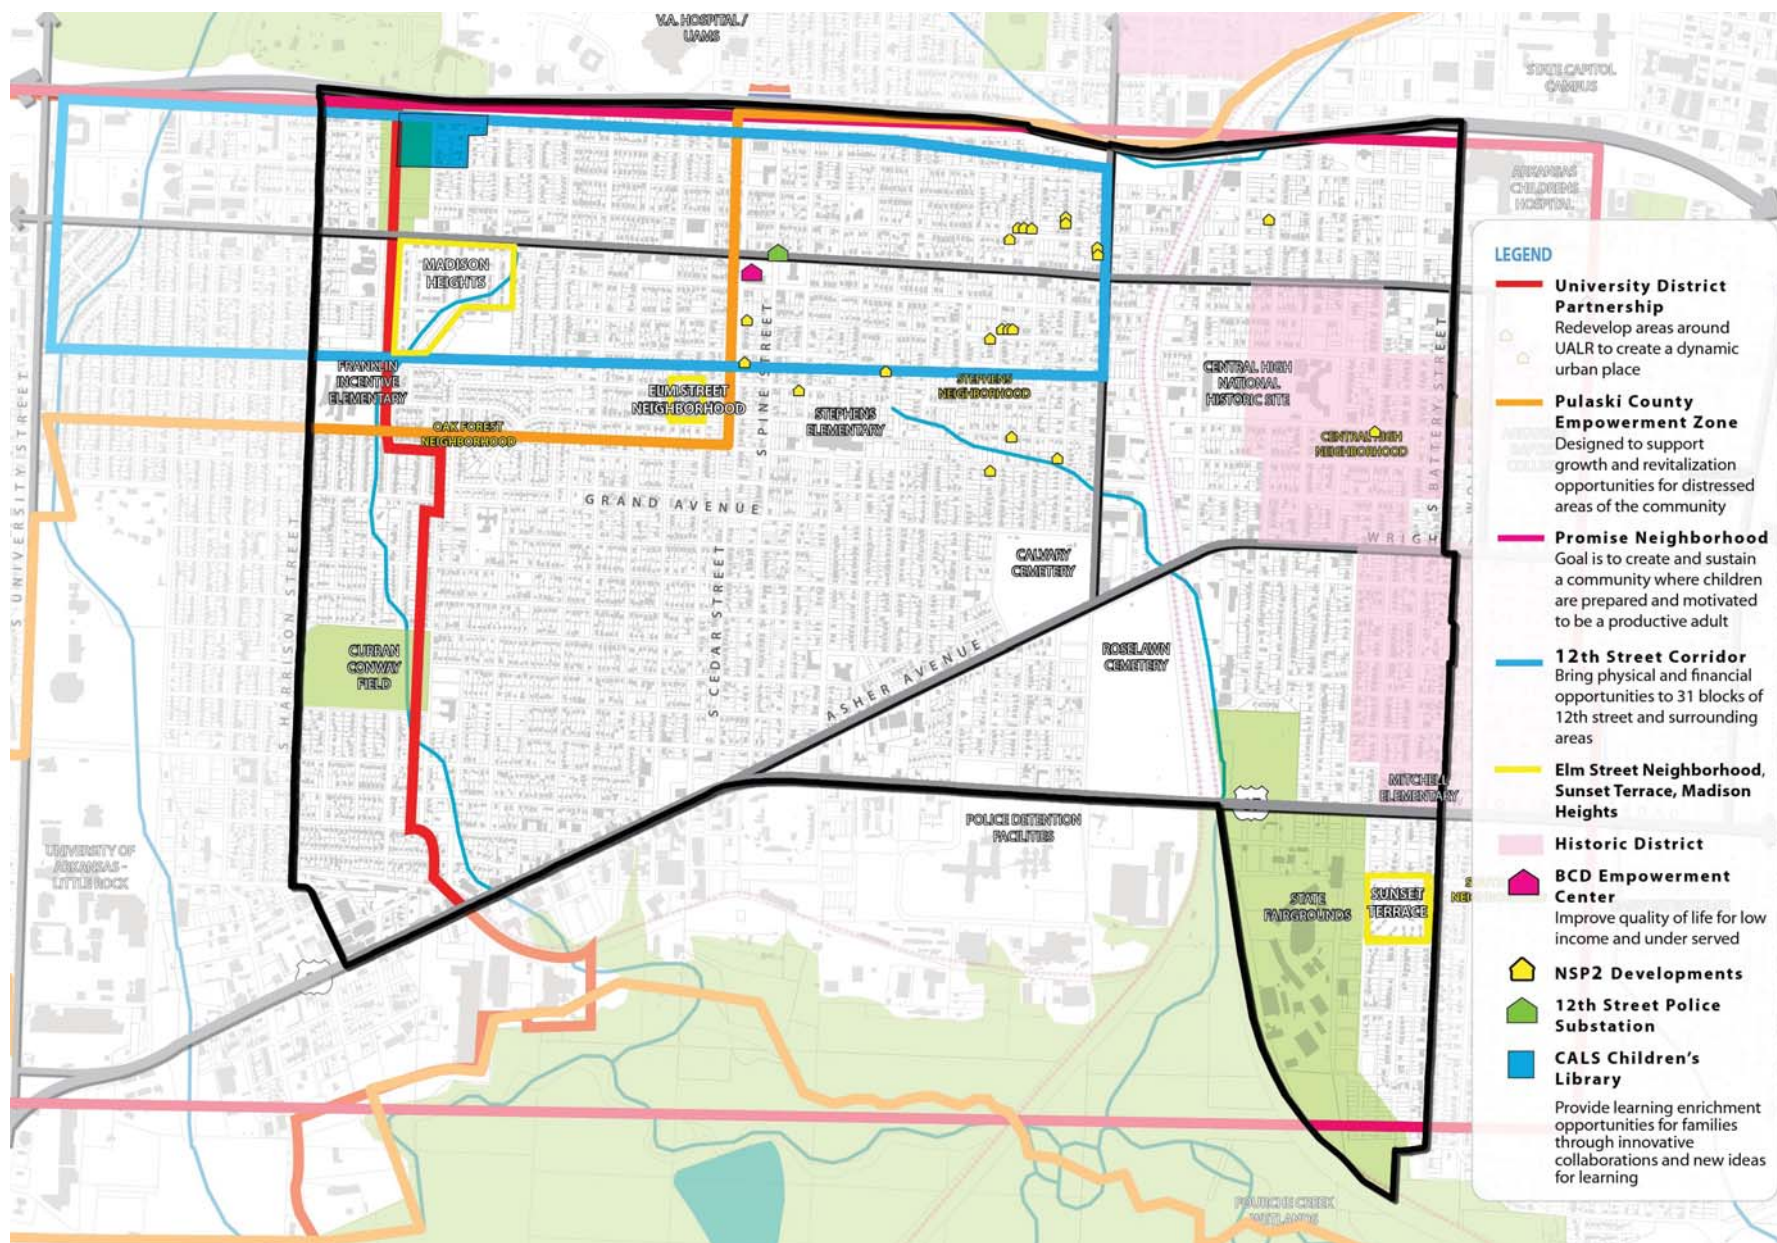 V.A. HOSPITAL /
UAMS
STATE CAPITOL
CAMPUS
ARKANSAS
CHILDRENS
HOSPITAL
MADISON
HEIGHTS
FRANKLIN
INCENTIVE
ELEMENTARY
OAK FOREST
NEIGHBORHOOD
ELM STREET
NEIGHBORHOOD
S PINE STREET
STEPHENS
ELEMENTARY
STEPHENS
NEIGHBORHOOD
CENTRAL HIGH
NATIONAL
HISTORIC SITE
CENTRAL HIGH
NEIGHBORHOOD
S BATTERY STREET
S UNIVERSITY STREET
S HARRISON STREET
GRAND AVENUE
S CEDAR STREET
CALVARY
CEMETERY
WRIGH
ASHER AVENUE
ROSELAWN
CEMETERY
CURRAN
CONWAY
FIELD
MITCHELL
ELEMENTARY
POLICE DETENTION
FACILITIES
UNIVERSITY OF
ARKANSAS -
LITTLE ROCK
STATE
FAIRGROUNDS
SUNSET
TERRACE
FOURCHE CREEK
WETLANDS
LEGEND
University District
Partnership
Redevelop areas around
UALR to create a dynamic
urban place
Pulaski County
Empowerment Zone
Designed to support
growth and revitalization
opportunities for distressed
areas of the community
Promise Neighborhood
Goal is to create and sustain
a community where children
are prepared and motivated
to be a productive adult
12th Street Corridor
Bring physical and financial
opportunities to 31 blocks of
12th street and surrounding
areas
Elm Street Neighborhood,
Sunset Terrace, Madison
Heights
Historic District
BCD Empowerment
Center
Improve quality of life for low
income and under served
NSP2 Developments
12th Street Police
Substation
CALS Children's
Library
Provide learning enrichment
opportunities for families
through innovative
collaborations and new ideas
for learning